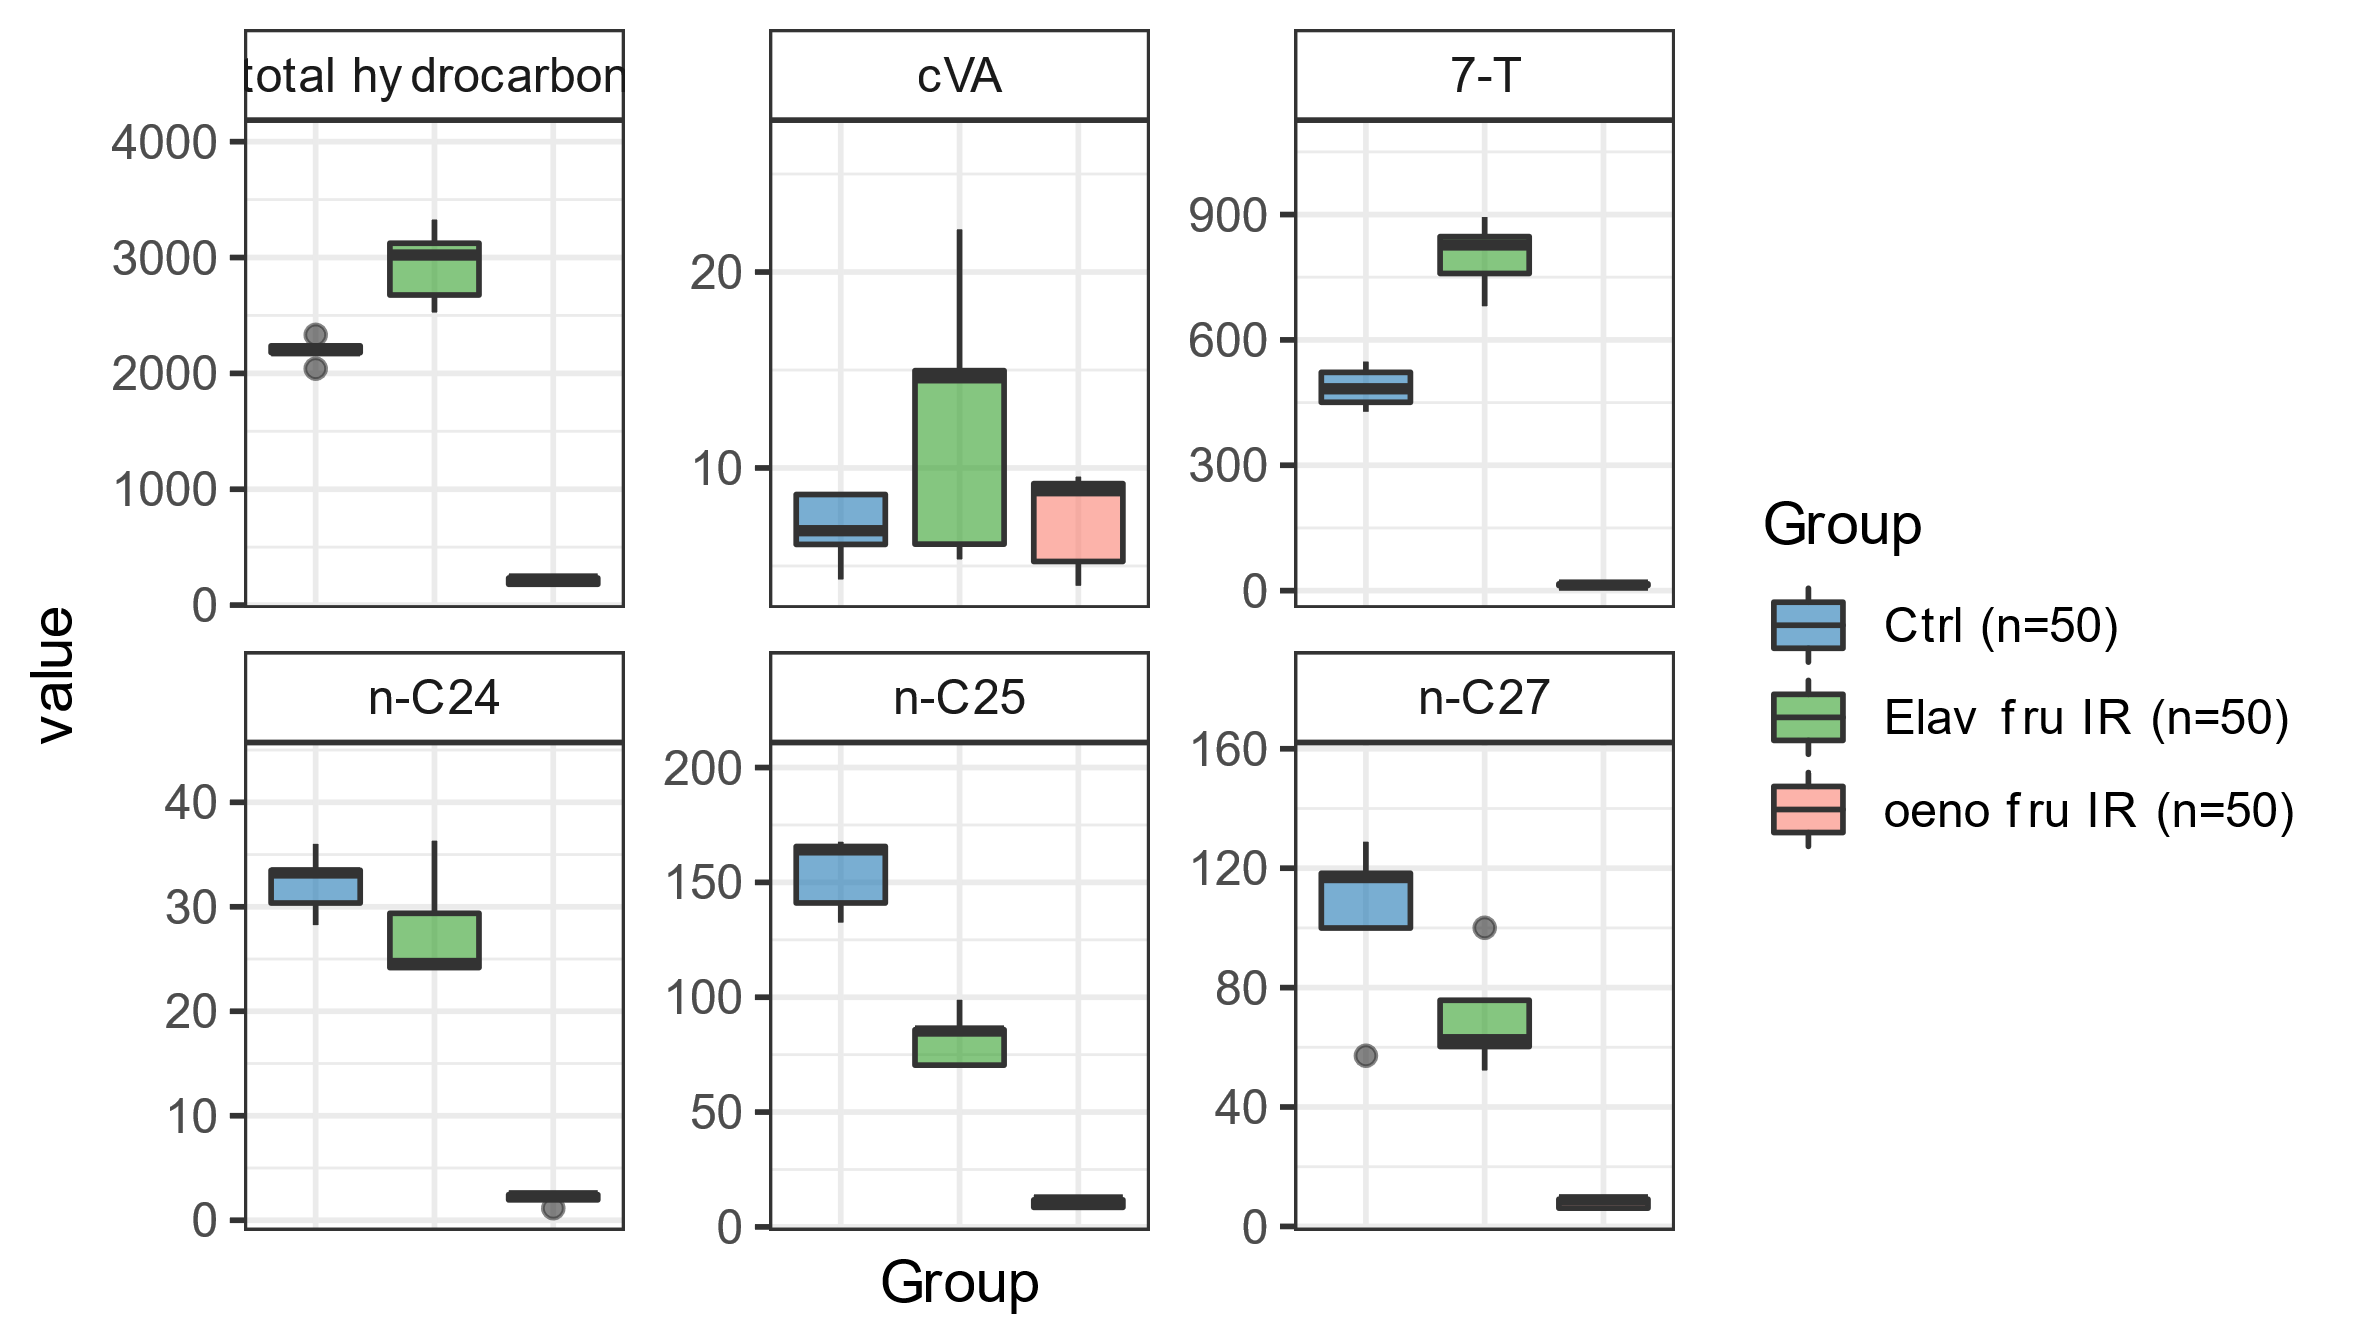 total hydrocarbon
cVA
7-T
4000
3000
2000
1000
0
20
10
900
600
300
0
value
n-C24
n-C25
n-C27
40
30
20
10
0
200
150
100
50
0
160
120
80
40
0
Group
Group
Ctrl (n=50)
Elav fru IR (n=50)
oeno fru IR (n=50)